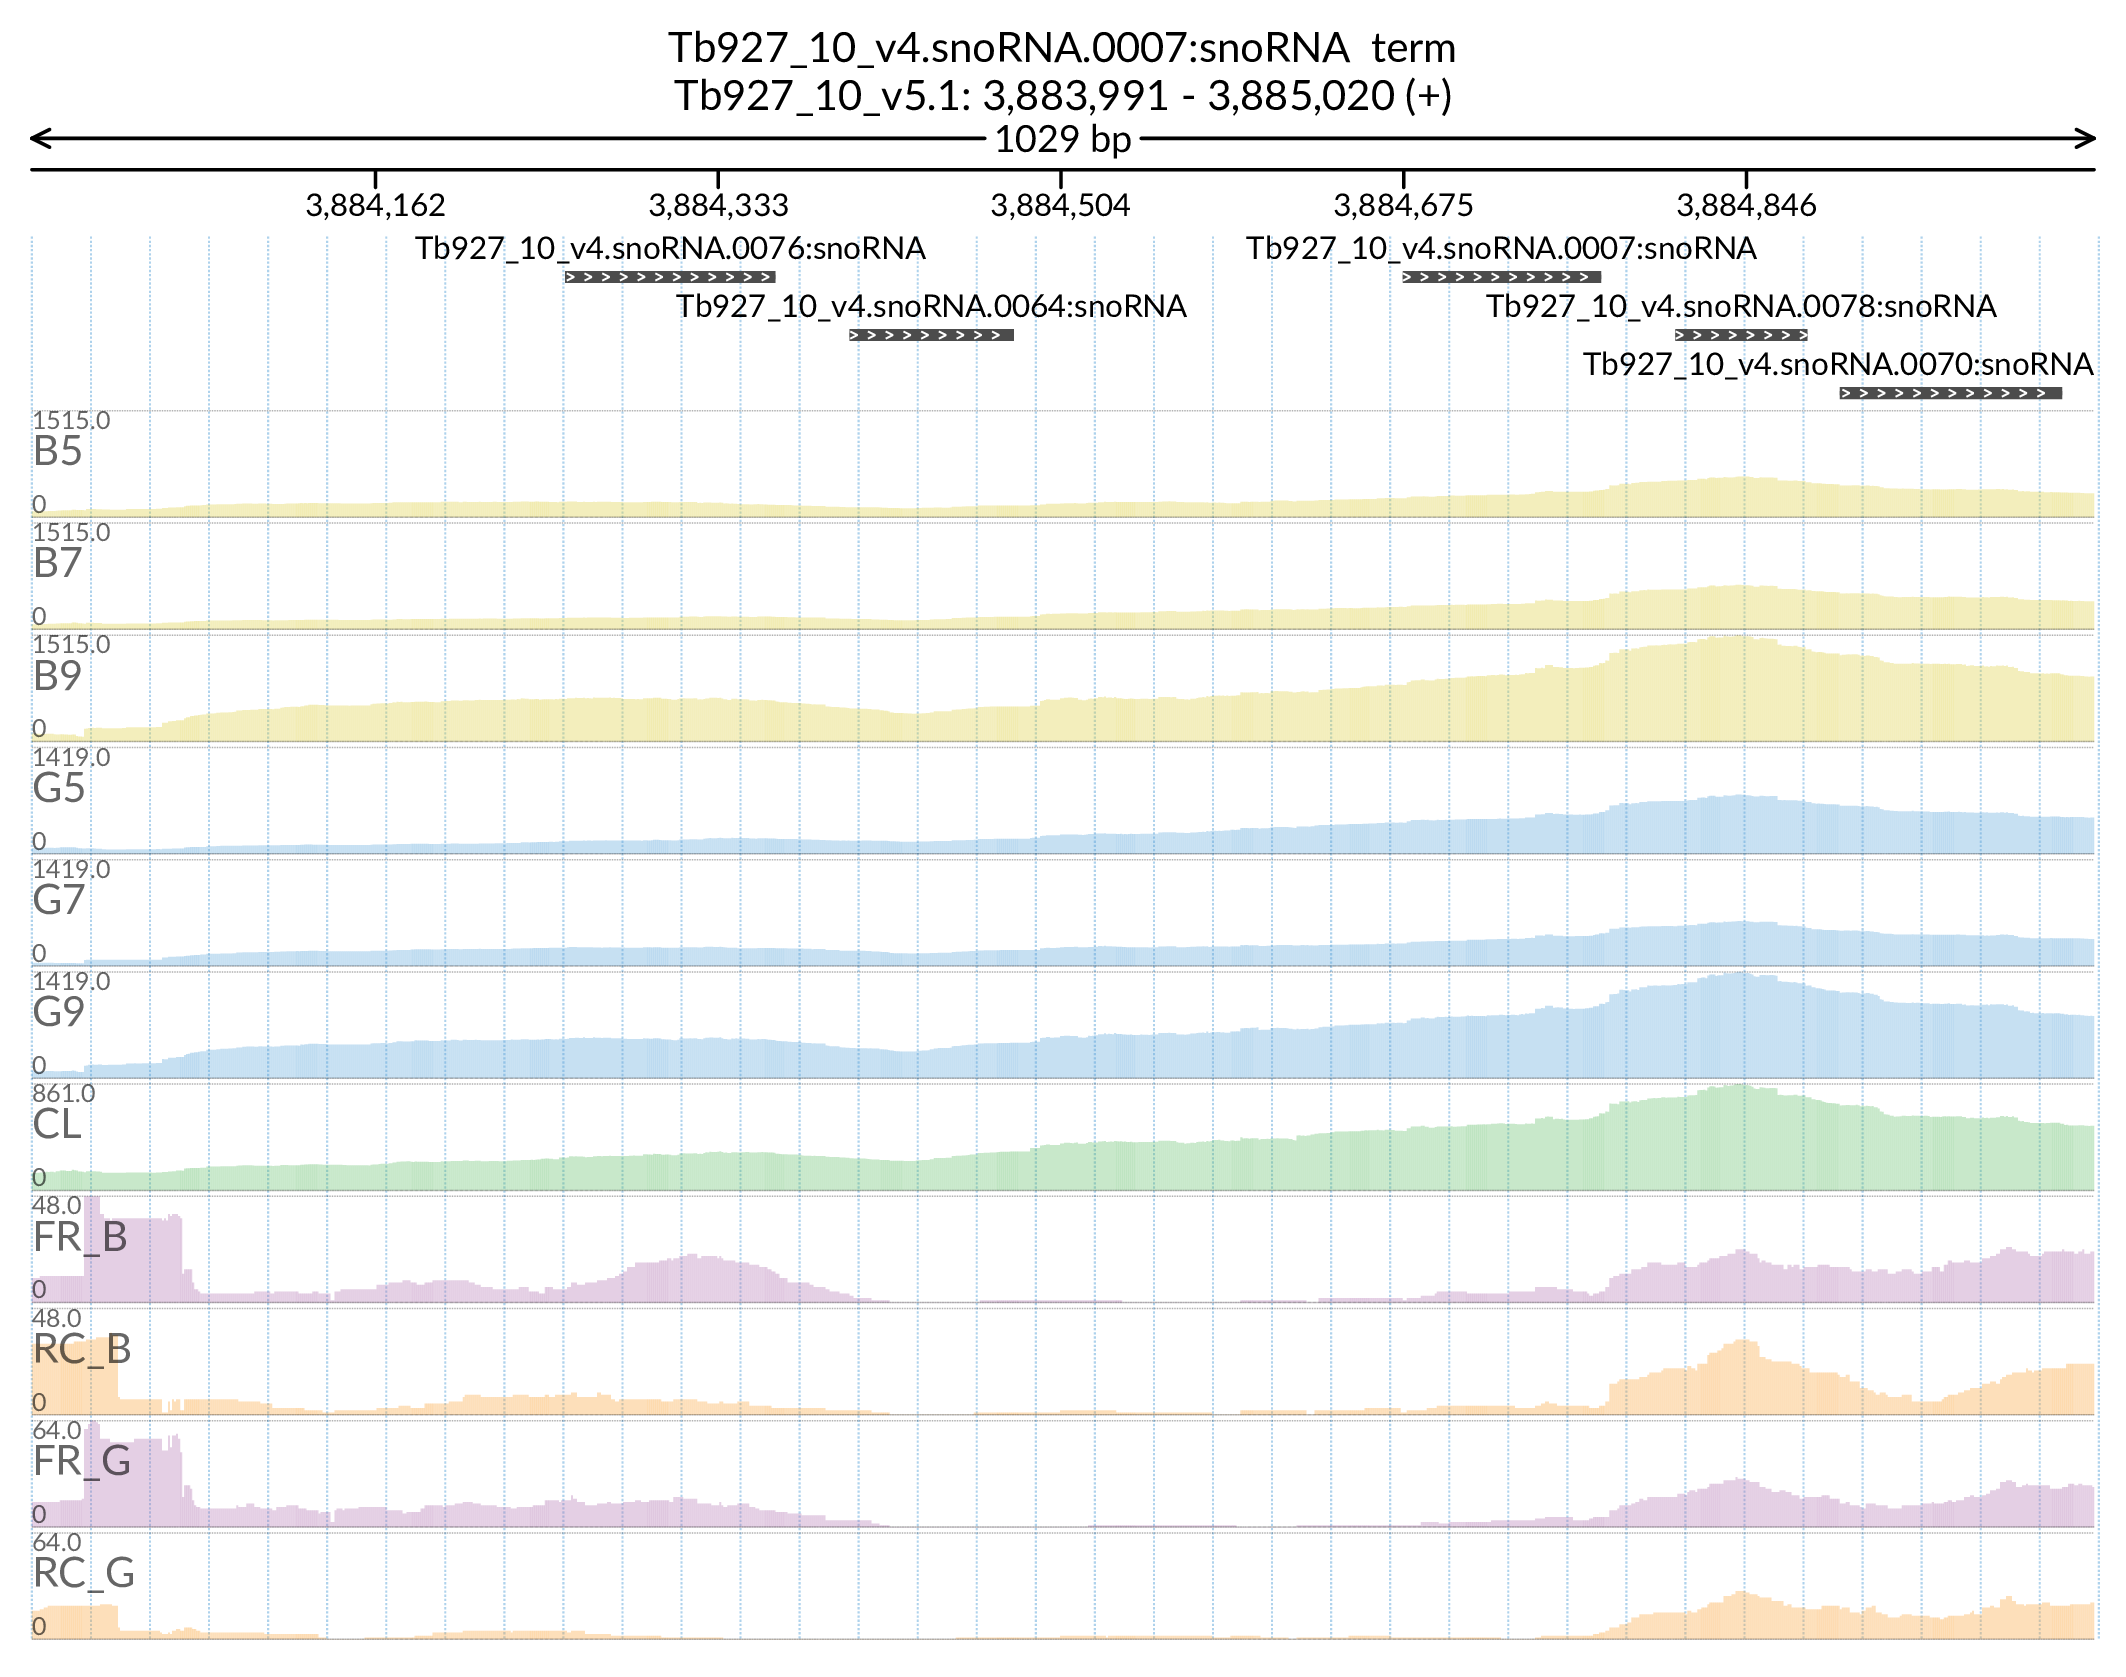 Tb927_10_v4.snoRNA.0007:snoRNA term
Tb927_10_v5.1: 3,883,991 - 3,885,020 (+)
1029 bp
3,884,162 3,884,333 3,884,504 3,884,675 3,884,846
Tb927_10_v4.snoRNA.0076:snoRNA Tb927_10_v4.snoRNA.0007:snoRNA
Tb927_10_v4.snoRNA.0064:snoRNA Tb927_10_v4.snoRNA.0078:snoRNA
Tb927_10_v4.snoRNA.0070:snoRNA
1515.0
B5
0
1515.0
B7
0
1515.0
B9
0
1419.0
G5
0
1419.0
G7
0
1419.0
G9
0
861.0
CL
0
48.0
FR_B
0
48.0
RC_B
0
64.0
FR_G
0
64.0
RC_G
0